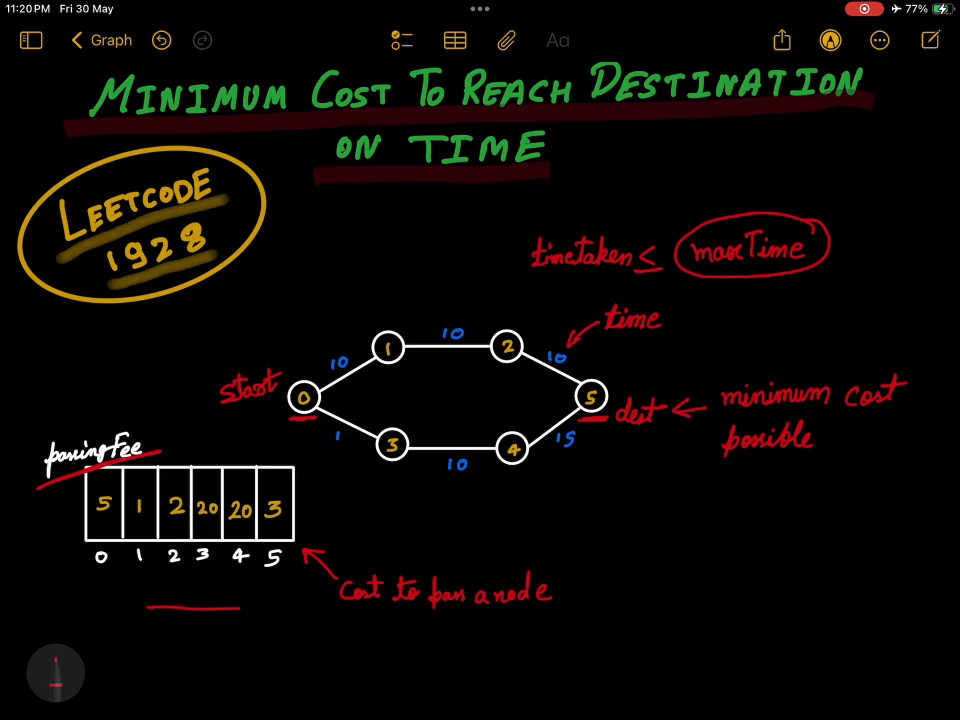 11:20PM Fri 30 May
77%
Graph
Aa
MINIMUM COST TO REACH DESTINATION
ON TIME
LEETCODE
1928
timetaken ≤ maxTime
time
10
10
10
1
2
start
0
5
dest
minimum cost
possible
1
3
10
4
15
passingFee
5 1 2 20 20 3
0 1 2 3 4 5
cost to pass a node